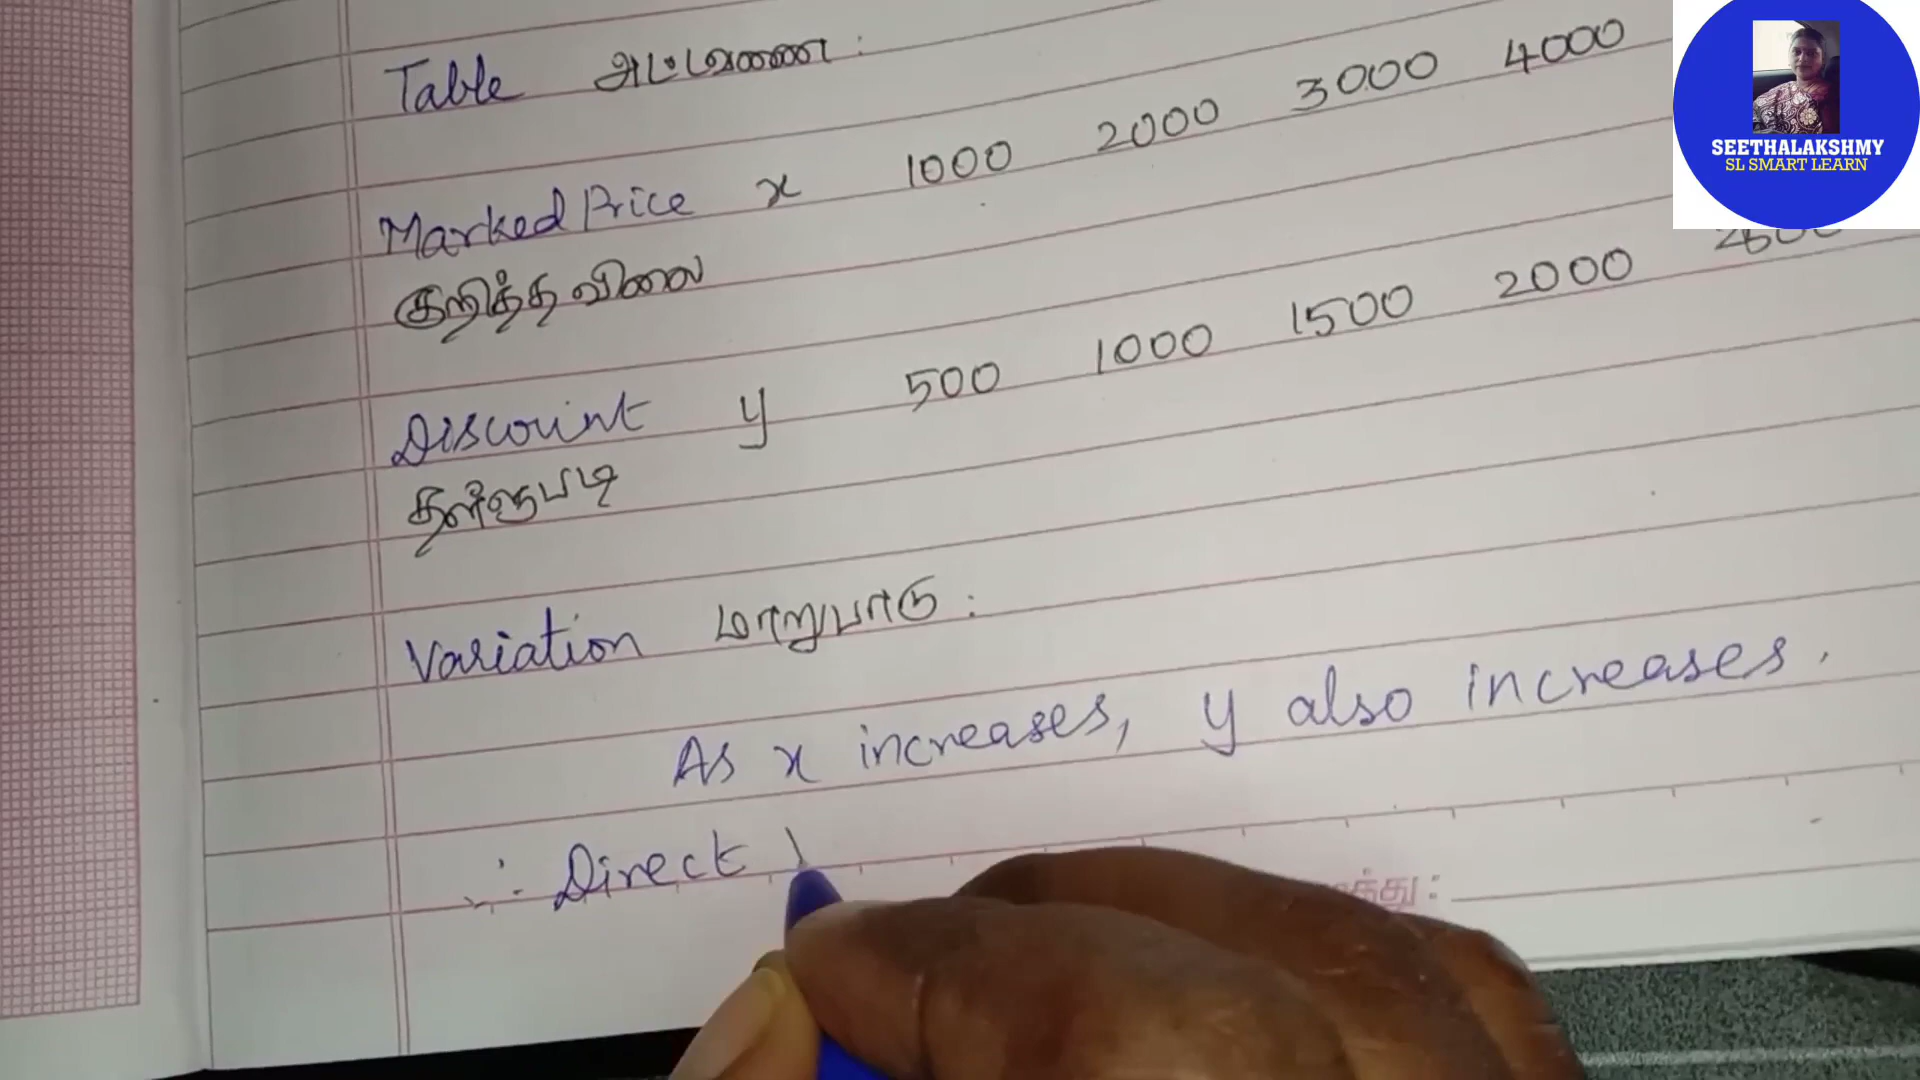 Table அட்டவணை :
Marked Price x 1000 2000 3000 4000
குறித்த விலை
Discount y 500 1000 1500 2000
தள்ளுபடி
Variation மாறுபாடு :
As x increases, y also increases.
∴ Direct
SEETHALAKSHMY
SL SMART LEARN